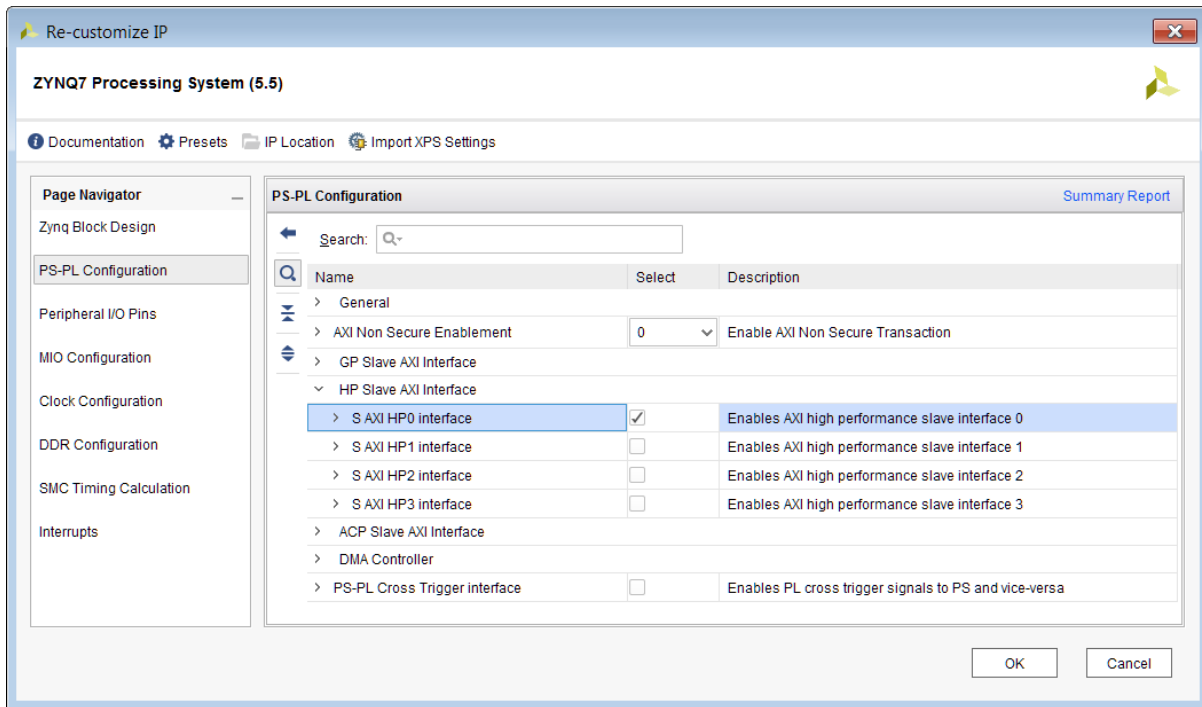 Re-customize IP
ZYNQ7 Processing System (5.5)
Documentation Presets IP Location Import XPS Settings
Page Navigator
Zynq Block Design
PS-PL Configuration
Peripheral I/O Pins
MIO Configuration
Clock Configuration
DDR Configuration
SMC Timing Calculation
Interrupts
PS-PL Configuration Summary Report
Search:
Name Select Description
General
AXI Non Secure Enablement 0 Enable AXI Non Secure Transaction
GP Slave AXI Interface
HP Slave AXI Interface
S AXI HP0 interface Enables AXI high performance slave interface 0
S AXI HP1 interface Enables AXI high performance slave interface 1
S AXI HP2 interface Enables AXI high performance slave interface 2
S AXI HP3 interface Enables AXI high performance slave interface 3
ACP Slave AXI Interface
DMA Controller
PS-PL Cross Trigger interface Enables PL cross trigger signals to PS and vice-versa
OK Cancel